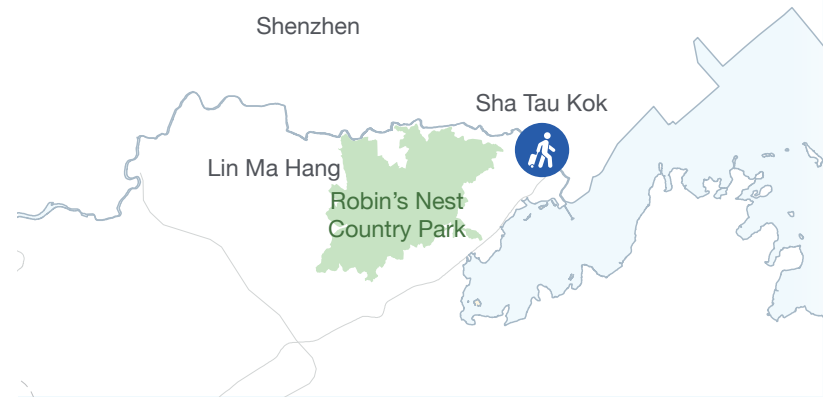 Shenzhen
Sha Tau Kok
Lin Ma Hang
Robin’s Nest
Country Park